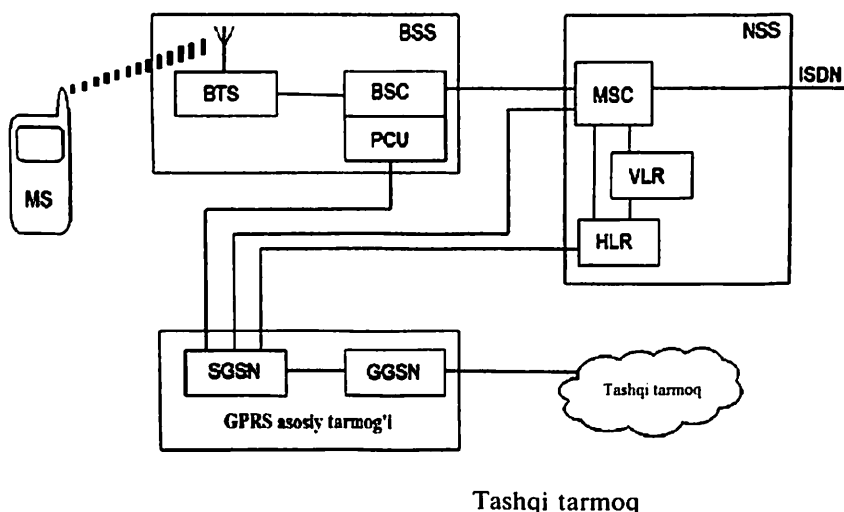 BSS
NSS
ISDN
BTS
BSC
MSC
PCU
VLR
MS
HLR
SGSN
GGSN
Tashqi tarmoq
GPRS asosiy tarmog'i
Tashqi tarmoq